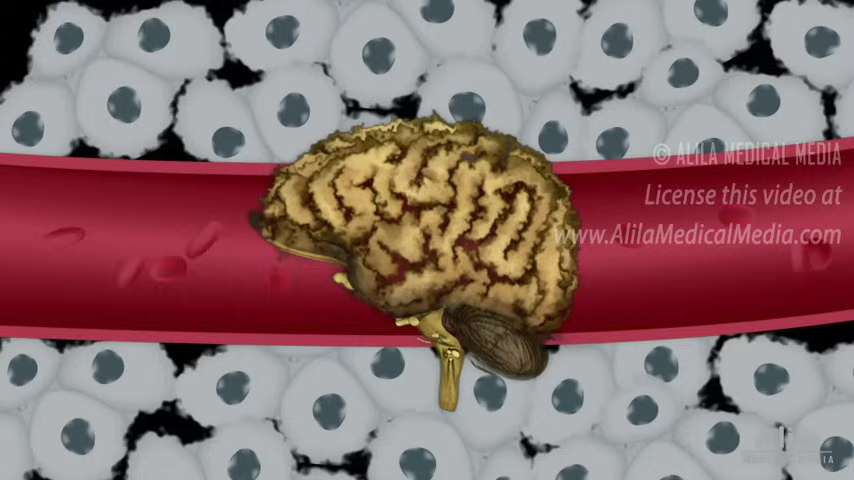 © ALILA MEDICAL MEDIA
License this video at
www.AlilaMedicalMedia.com